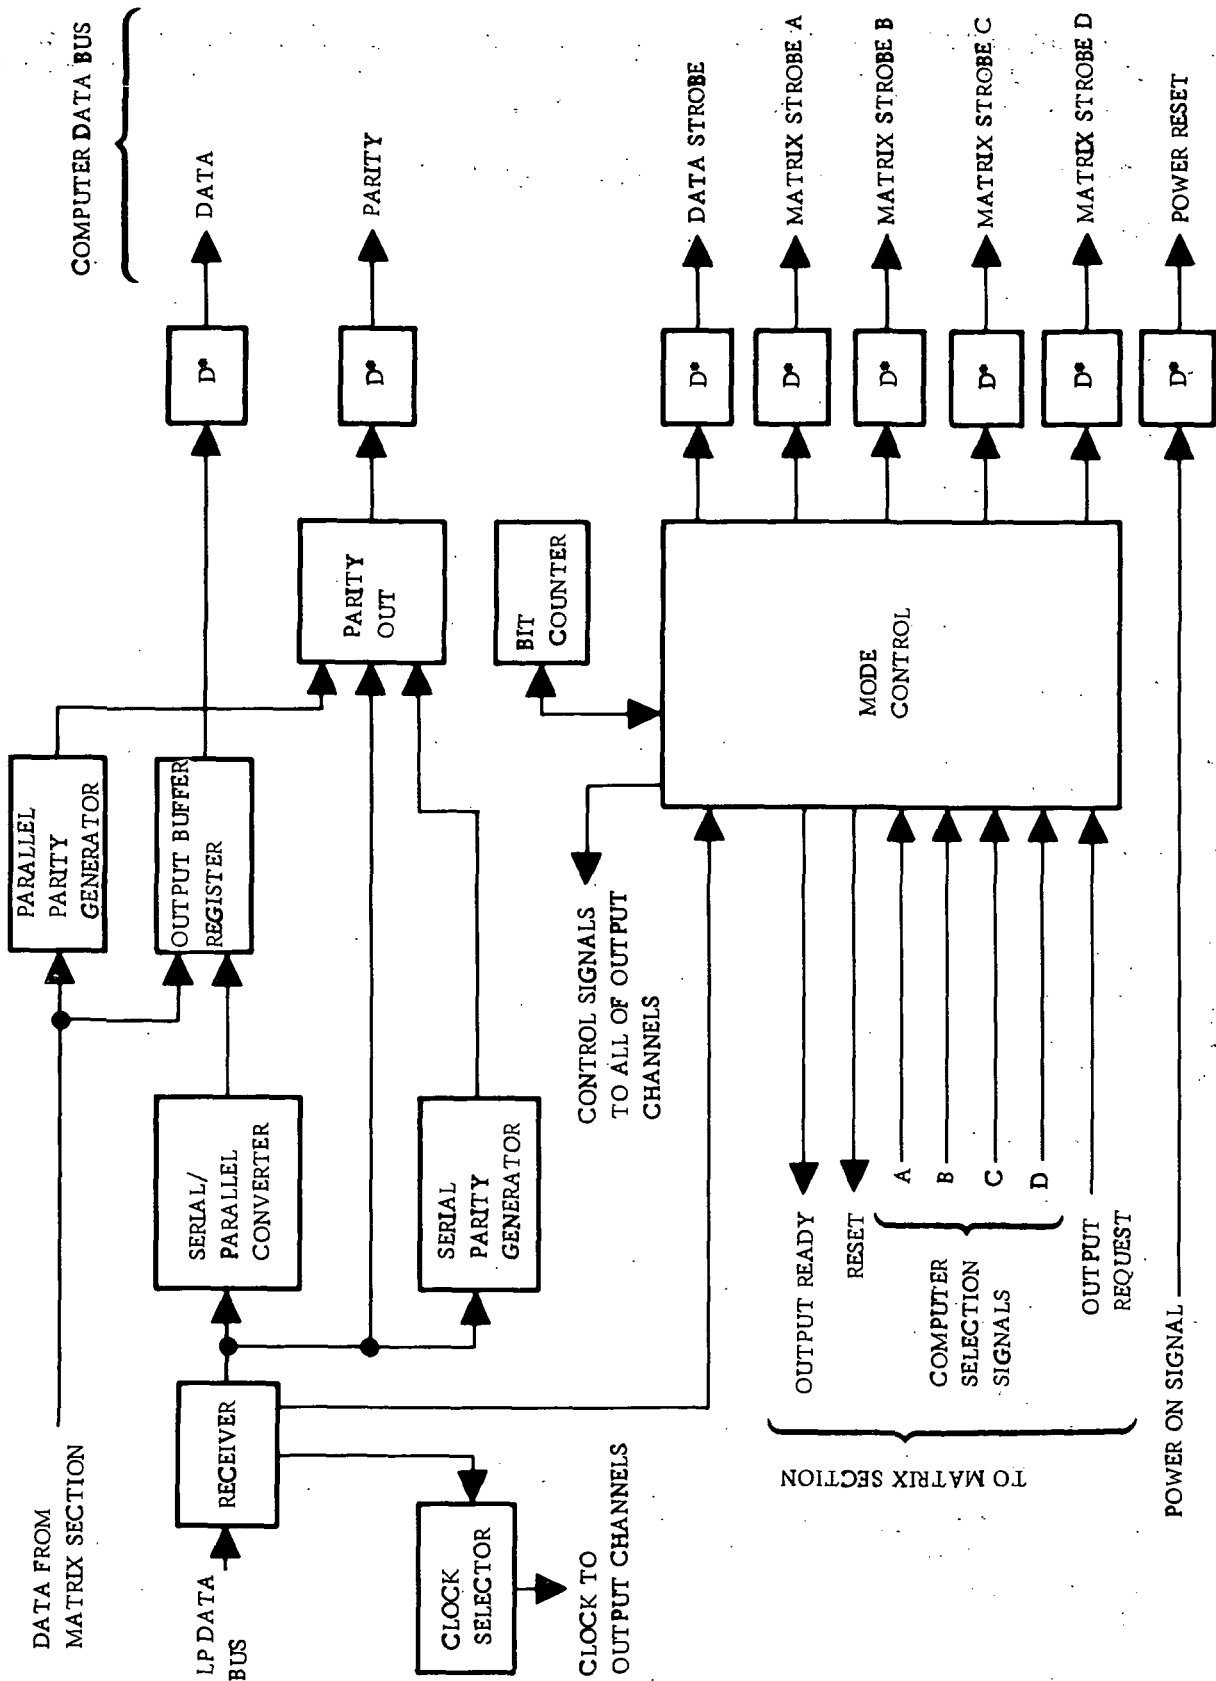 DATA FROM
MATRIX SECTION
PARALLEL
PARITY
GENERATOR
COMPUTER DATA BUS
LP DATA
BUS
RECEIVER
SERIAL/
PARALLEL
CONVERTER
OUTPUT BUFFER
REGISTER
D*
DATA
PARITY
OUT
D*
PARITY
CLOCK
SELECTOR
SERIAL
PARITY
GENERATOR
BIT
COUNTER
CLOCK TO
OUTPUT CHANNELS
CONTROL SIGNALS
TO ALL OF OUTPUT
CHANNELS
MODE
CONTROL
D*
DATA STROBE
D*
MATRIX STROBE A
D*
MATRIX STROBE B
D*
MATRIX STROBE C
D*
MATRIX STROBE D
D*
POWER RESET
TO MATRIX SECTION
OUTPUT READY
RESET
COMPUTER
SELECTION
SIGNALS
A
B
C
D
OUTPUT
REQUEST
POWER ON SIGNAL